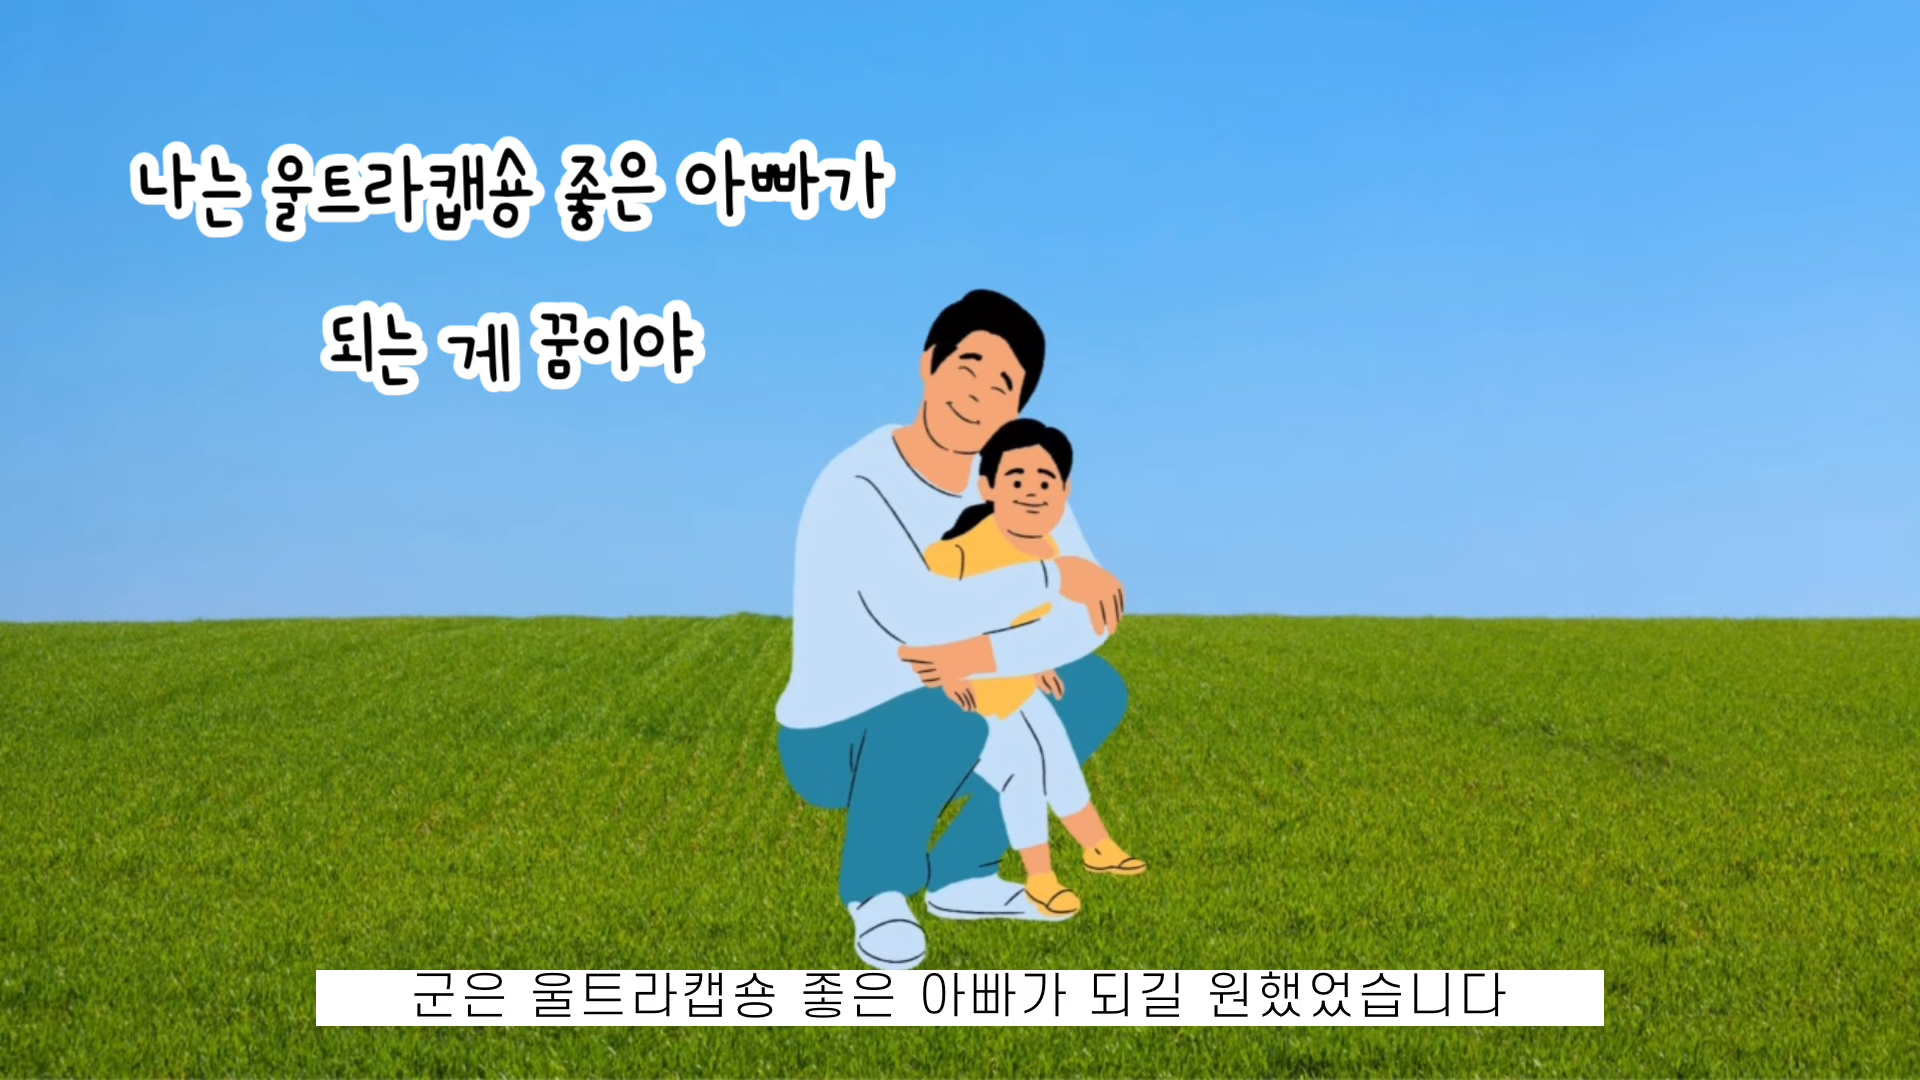 나는 울트라캡숑 좋은 아빠가
되는 게 꿈이야
군은 울트라캡숑 좋은 아빠가 되길 원했었습니다